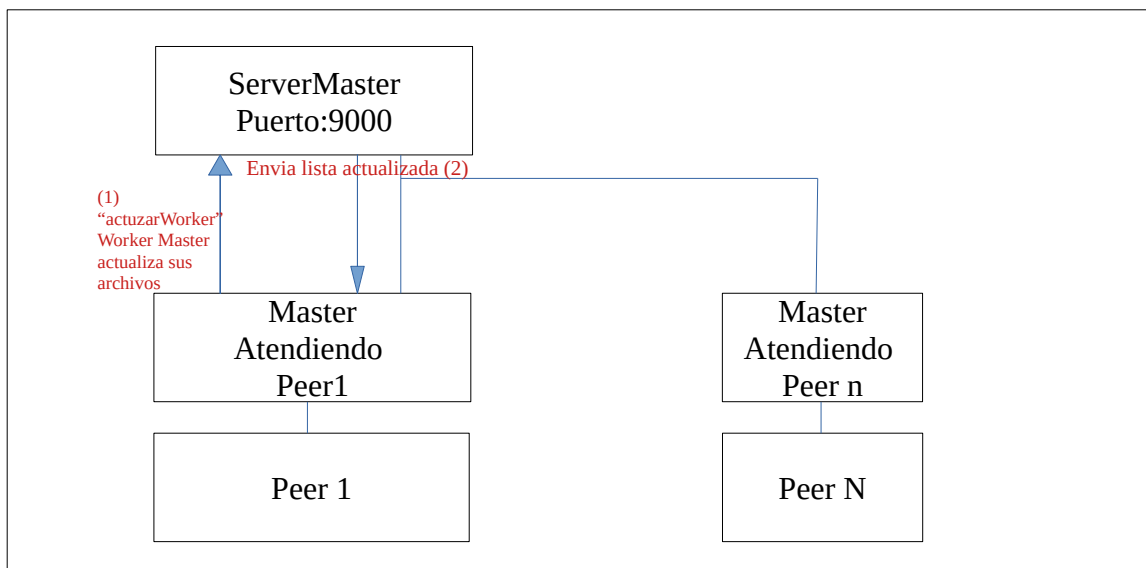 ServerMaster
Puerto:9000
Envia lista actualizada (2)
(1)
“actuzarWorker”
Worker Master
actualiza sus
archivos
Master
Atendiendo
Peer1
Master
Atendiendo
Peer n
Peer 1
Peer N